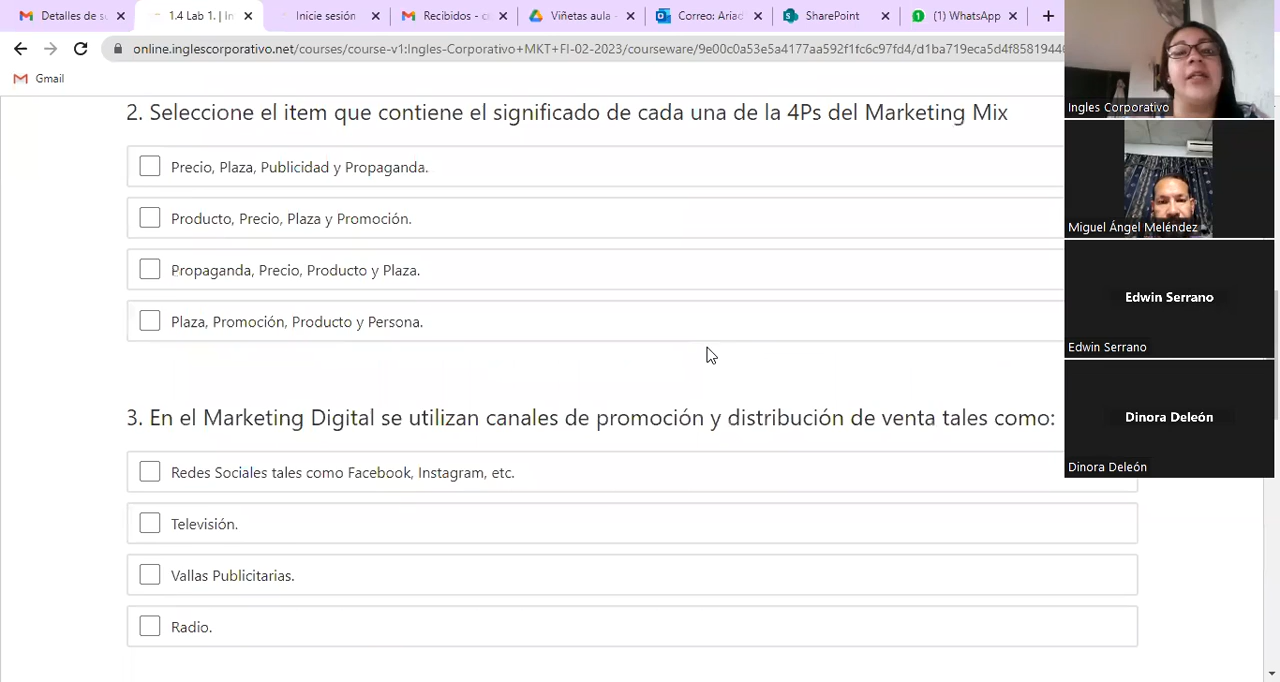 Detalles de su
1.4 Lab 1. | In
Inicie sesión
Recibidos - c
Viñetas aula -
Correo: Ariad
SharePoint
(1) WhatsApp
online.inglescorporativo.net/courses/course-v1:Ingles-Corporativo+MKT+FI-02-2023/courseware/9e00c0a53e5a4177aa592f1fc6c97fd4/d1ba719eca5d4f85819440
Gmail
2. Seleccione el item que contiene el significado de cada una de la 4Ps del Marketing Mix
Precio, Plaza, Publicidad y Propaganda.
Producto, Precio, Plaza y Promoción.
Propaganda, Precio, Producto y Plaza.
Plaza, Promoción, Producto y Persona.
3. En el Marketing Digital se utilizan canales de promoción y distribución de venta tales como:
Redes Sociales tales como Facebook, Instagram, etc.
Televisión.
Vallas Publicitarias.
Radio.
Ingles Corporativo
Miguel Ángel Meléndez
Edwin Serrano
Edwin Serrano
Dinora Deleón
Dinora Deleón